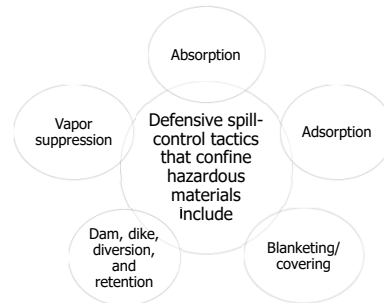 Absorption
Vapor
suppression
Defensive spill-
control tactics
that confine
hazardous
materials
include
Adsorption
Dam, dike,
diversion,
and
retention
Blanketing/
covering